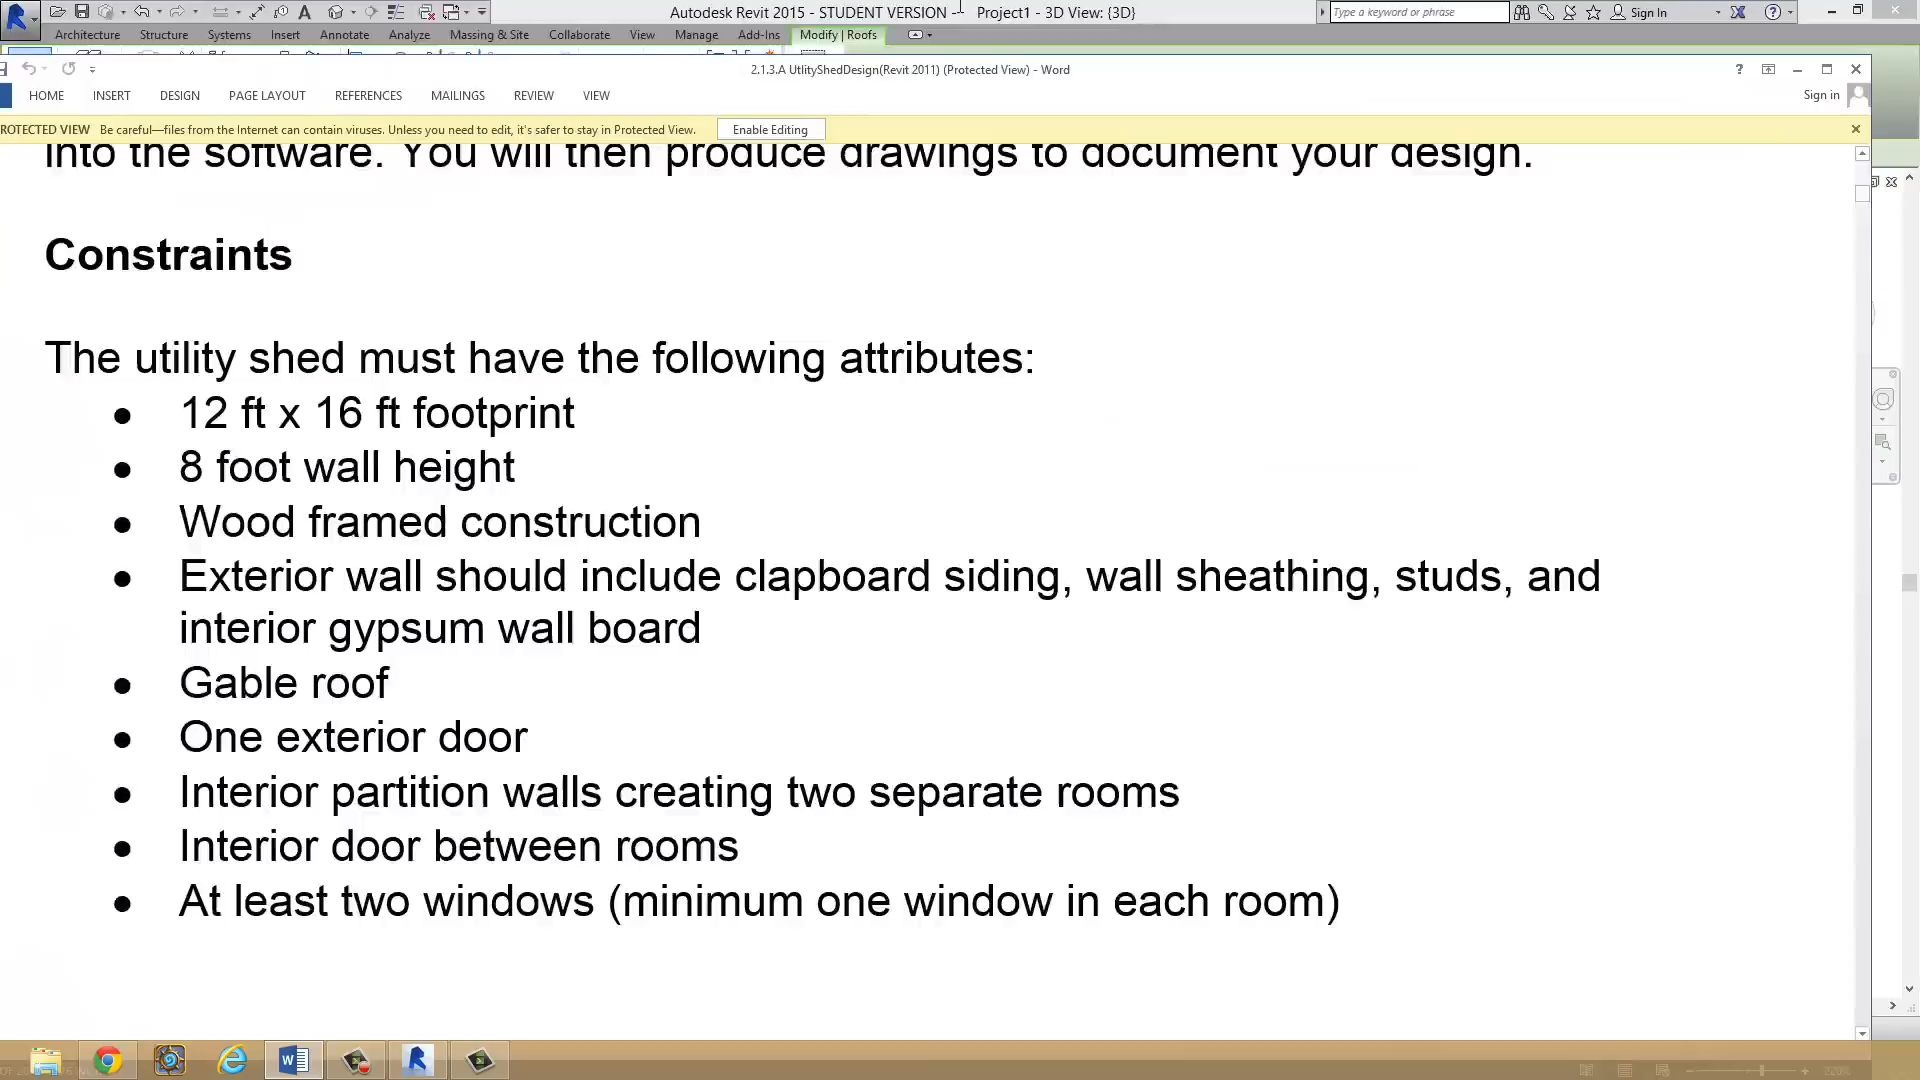 Autodesk Revit 2015 - STUDENT VERSION - Project1 - 3D View: {3D}
Type a keyword or phrase
Sign In
Architecture Structure Systems Insert Annotate Analyze Massing & Site Collaborate View Manage Add-Ins Modify | Roofs
2.1.3.A UtlityShedDesign(Revit 2011) (Protected View) - Word
HOME INSERT DESIGN PAGE LAYOUT REFERENCES MAILINGS REVIEW VIEW
Sign in
ROTECTED VIEW Be careful—files from the Internet can contain viruses. Unless you need to edit, it's safer to stay in Protected View. Enable Editing
into the software. You will then produce drawings to document your design.
Constraints
The utility shed must have the following attributes:
● 12 ft x 16 ft footprint
● 8 foot wall height
● Wood framed construction
● Exterior wall should include clapboard siding, wall sheathing, studs, and
interior gypsum wall board
● Gable roof
● One exterior door
● Interior partition walls creating two separate rooms
● Interior door between rooms
● At least two windows (minimum one window in each room)